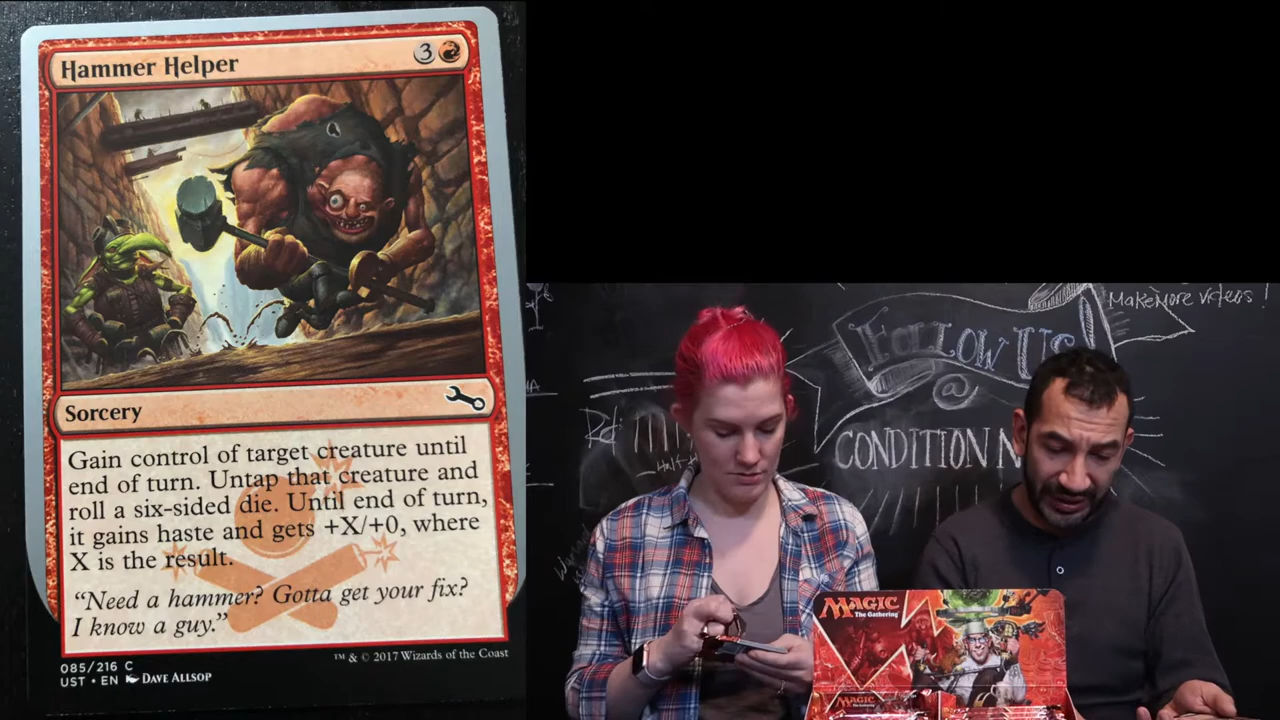 Hammer Helper
3
Sorcery
Gain control of target creature until
end of turn. Untap that creature and
roll a six-sided die. Until end of turn,
it gains haste and gets +X/+0, where
X is the result.
“Need a hammer? Gotta get your fix?
I know a guy.”
085/216 C
UST • EN DAVE ALLSOP
™ & © 2017 Wizards of the Coast
Make More videos !
FOLLOW US
@
CONDITION N
MAGIC
The Gathering
MAGIC